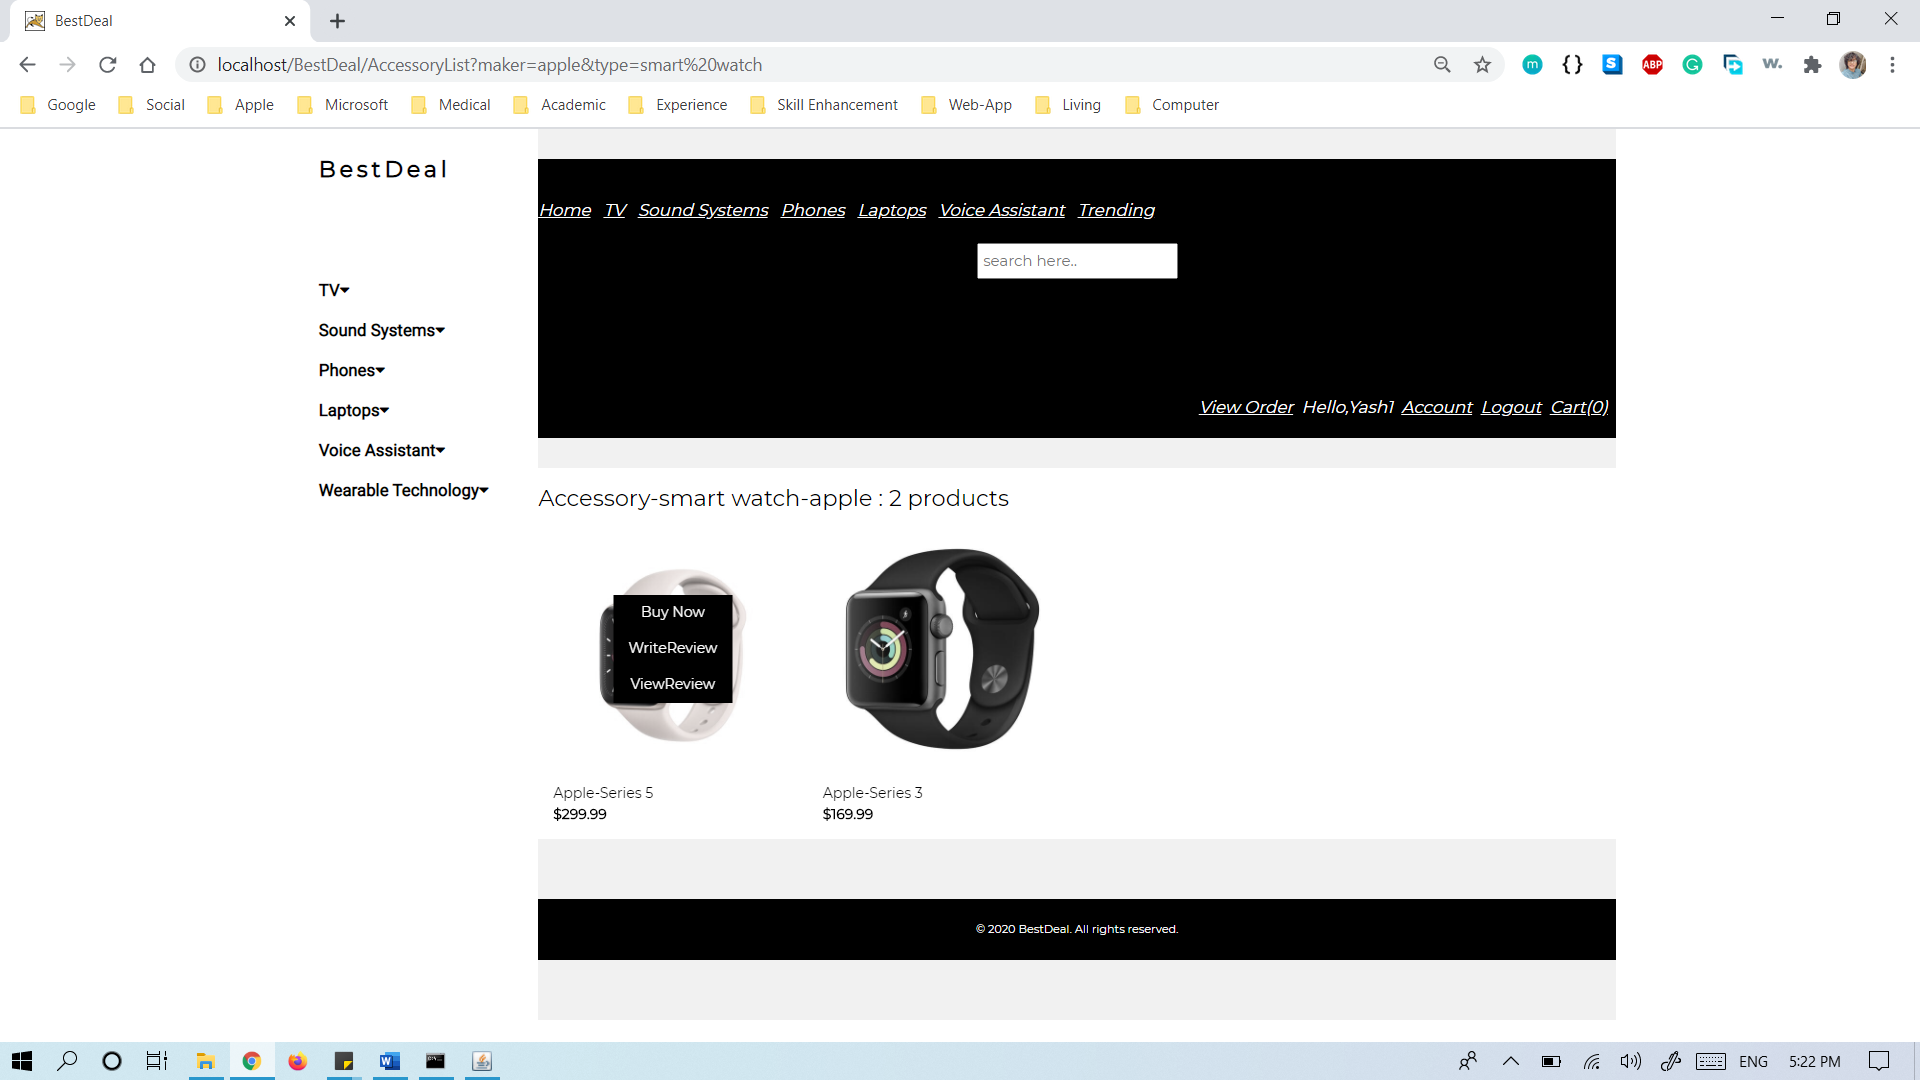 BestDeal
localhost/BestDeal/AccessoryList?maker=apple&type=smart%20watch
m {} S ABP G w.
Google Social Apple Microsoft Medical Academic Experience Skill Enhancement Web-App Living Computer
BestDeal
Home TV Sound Systems Phones Laptops Voice Assistant Trending
search here..
TV
Sound Systems
Phones
Laptops
Voice Assistant
Wearable Technology
View Order Hello,Yash1 Account Logout Cart(0)
Accessory-smart watch-apple : 2 products
Buy Now
WriteReview
ViewReview
Apple-Series 5
$299.99
Apple-Series 3
$169.99
© 2020 BestDeal. All rights reserved.
ENG 5:22 PM